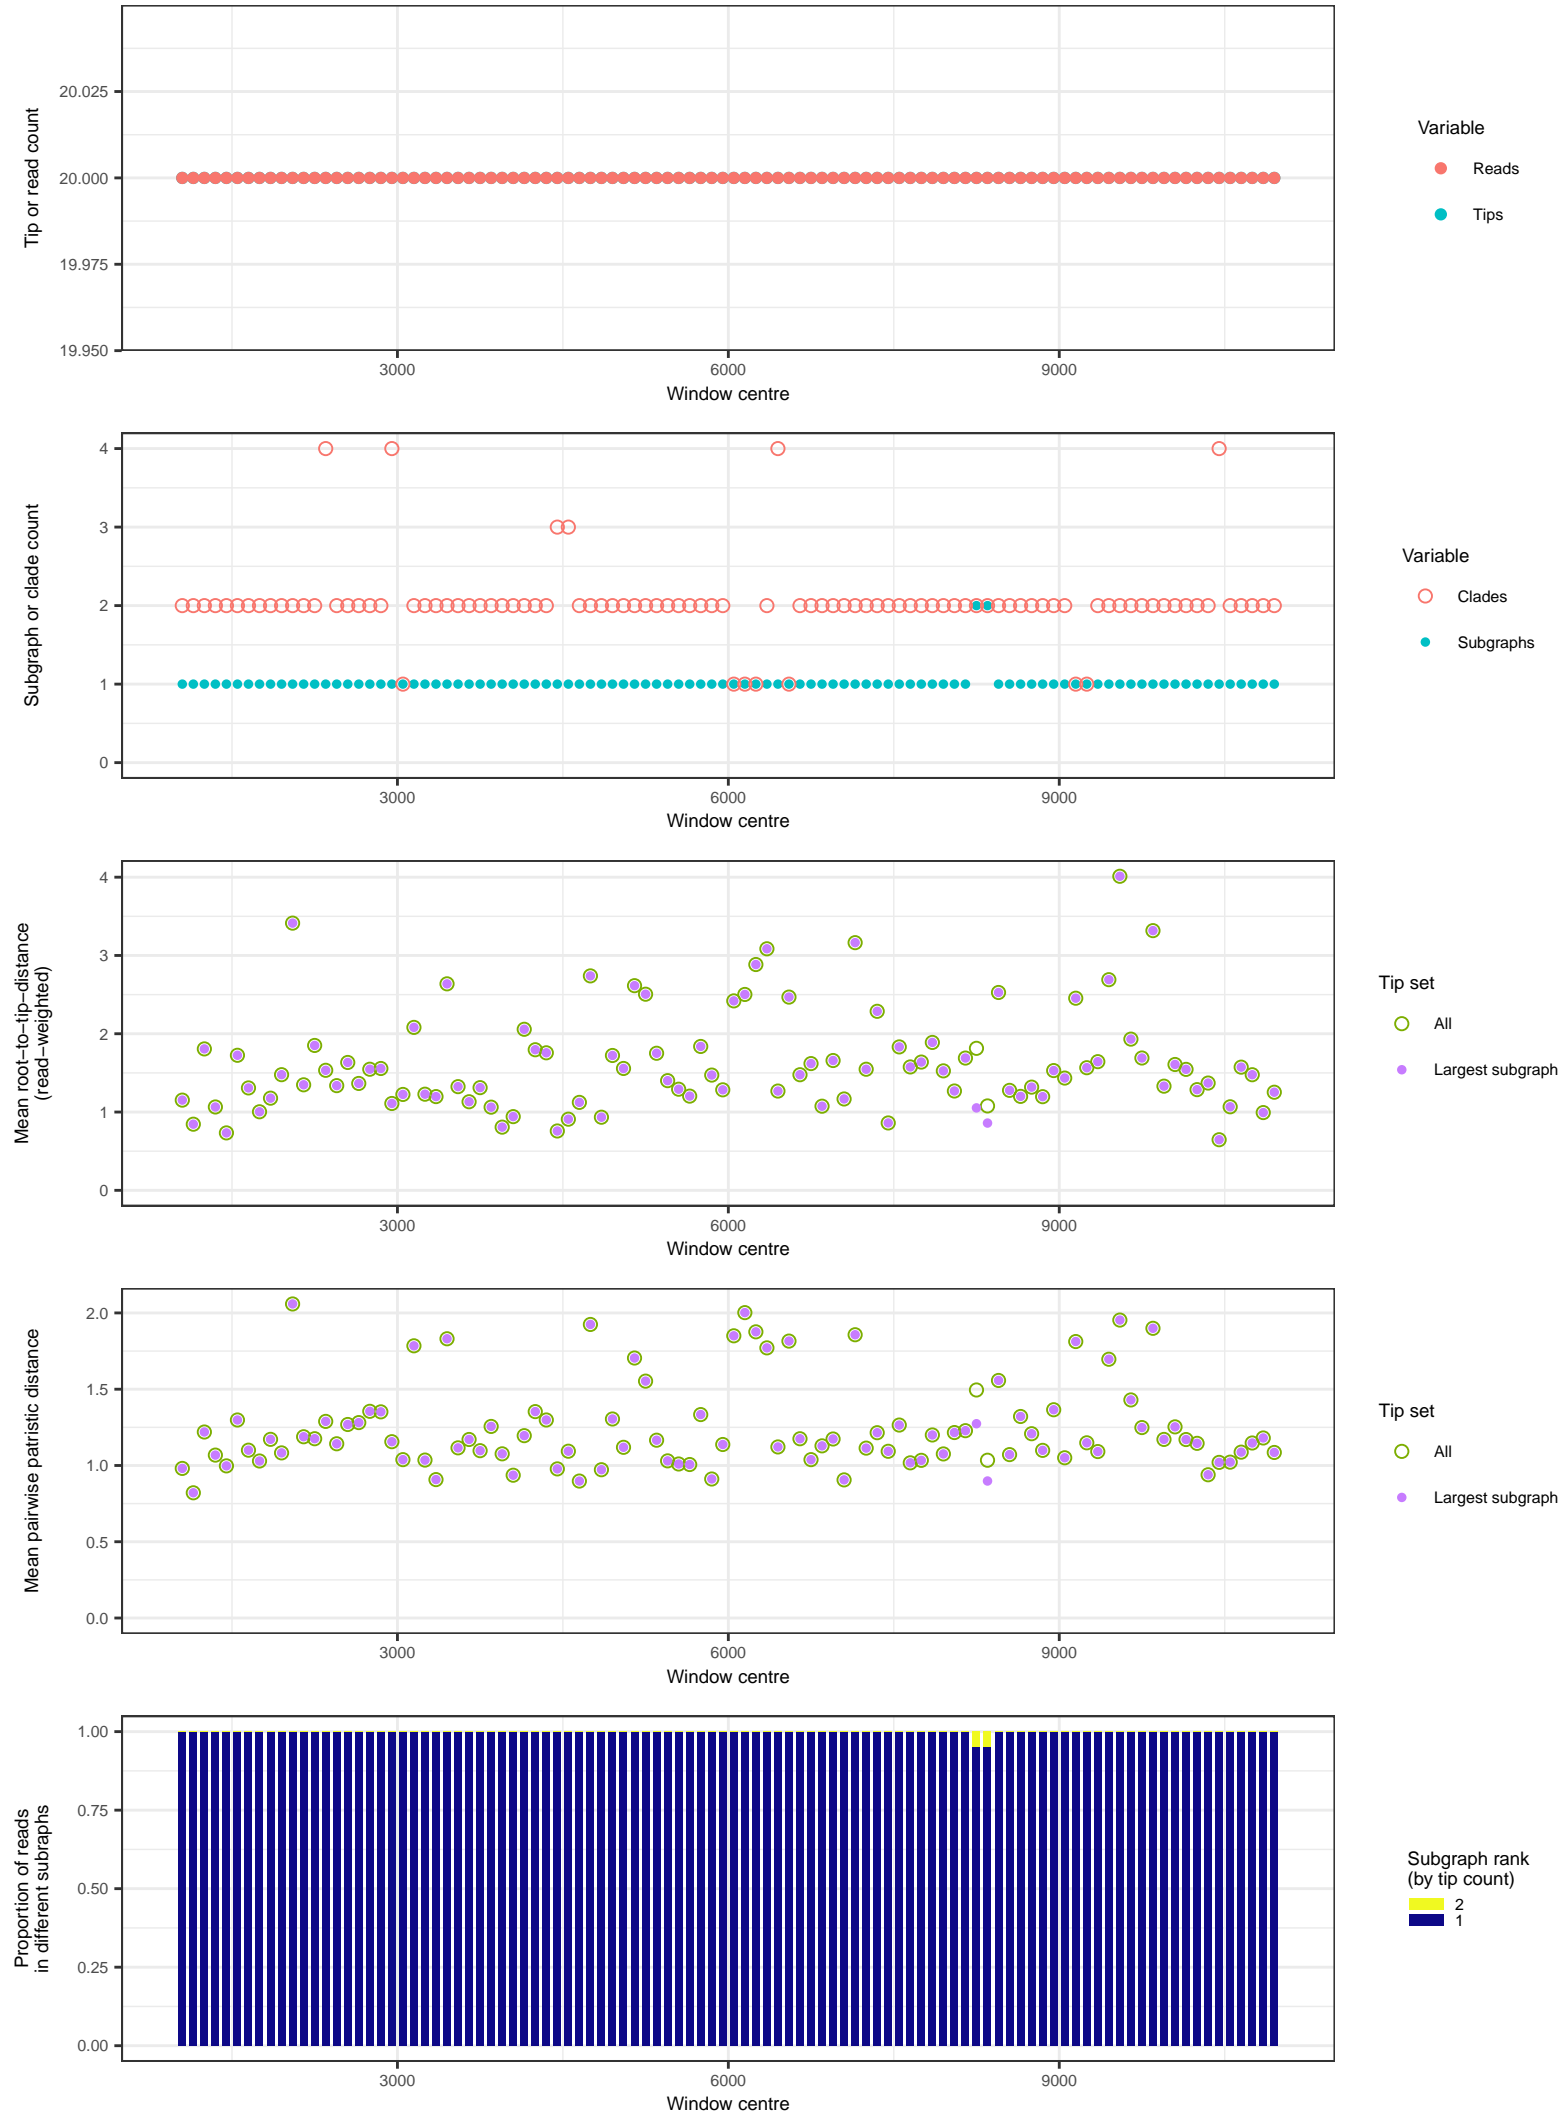 20.025
20.000
19.975
19.950
Tip or read count
3000
6000
9000
Window centre
Variable
Reads
Tips
4
3
2
1
0
Subgraph or clade count
3000
6000
9000
Window centre
Variable
Clades
Subgraphs
4
3
2
1
0
Mean root−to−tip−distance
(read−weighted)
3000
6000
9000
Window centre
Tip set
All
Largest subgraph
2.0
1.5
1.0
0.5
0.0
Mean pairwise patristic distance
3000
6000
9000
Window centre
Tip set
All
Largest subgraph
1.00
0.75
0.50
0.25
0.00
Proportion of reads
in different subraphs
3000
6000
9000
Window centre
Subgraph rank
(by tip count)
2
1